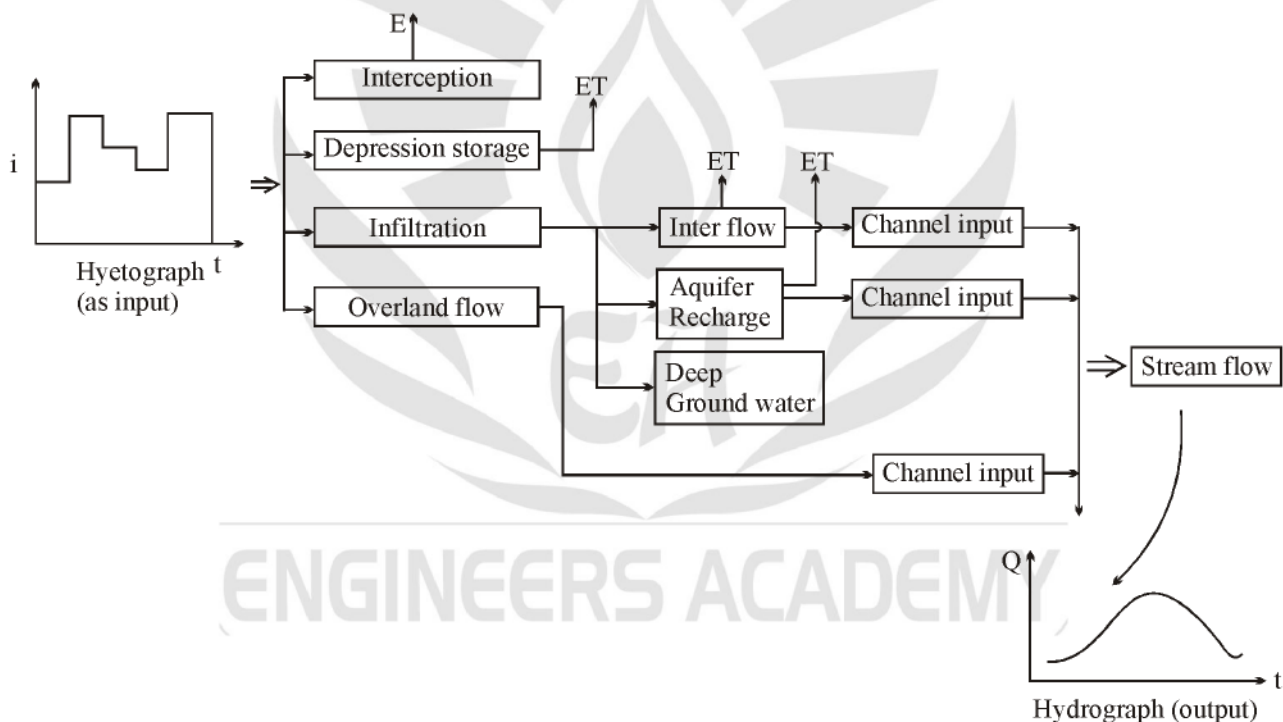 E
Interception
ET
Depression storage
i
Hyetograph t
(as input)
Infiltration
ET
ET
Inter flow
Channel input
Overland flow
Aquifer
Recharge
Channel input
Deep
Ground water
Stream flow
Channel input
ENGINEERS ACADEMY
Q
t
Hydrograph (output)